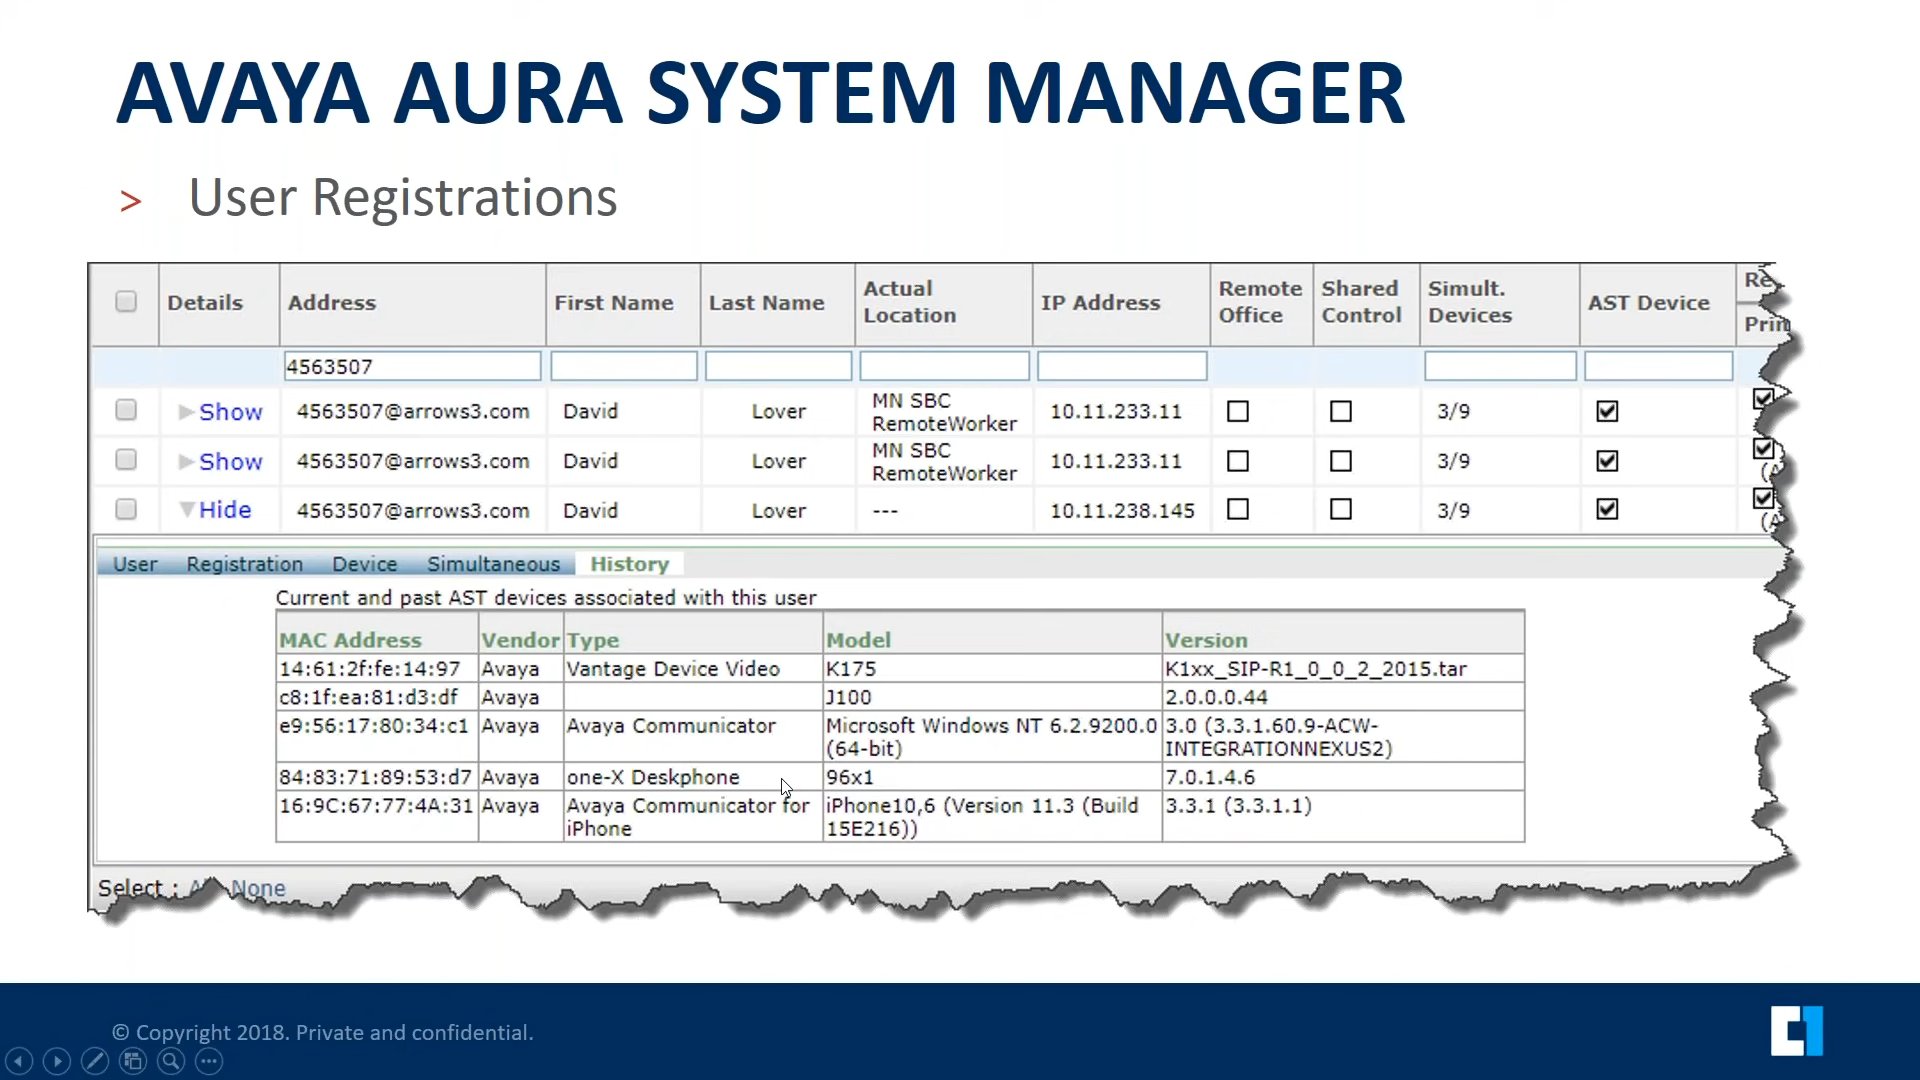 AVAYA AURA SYSTEM MANAGER
> User Registrations
Details Address First Name Last Name Actual Location IP Address Remote Office Shared Control Simult. Devices AST Device
4563507
Show 4563507@arrows3.com David Lover MN SBC RemoteWorker 10.11.233.11 3/9
Show 4563507@arrows3.com David Lover MN SBC RemoteWorker 10.11.233.11 3/9
Hide 4563507@arrows3.com David Lover --- 10.11.238.145 3/9
User Registration Device Simultaneous History
Current and past AST devices associated with this user
MAC Address Vendor Type Model Version
14:61:2f:fe:14:97 Avaya Vantage Device Video K175 K1xx_SIP-R1_0_0_2_2015.tar
c8:1f:ea:81:d3:df Avaya J100 2.0.0.0.44
e9:56:17:80:34:c1 Avaya Avaya Communicator Microsoft Windows NT 6.2.9200.0 (64-bit) 3.0 (3.3.1.60.9-ACW-INTEGRATIONNEXUS2)
84:83:71:89:53:d7 Avaya one-X Deskphone 96x1 7.0.1.4.6
16:9C:67:77:4A:31 Avaya Avaya Communicator for iPhone iPhone10,6 (Version 11.3 (Build 15E216)) 3.3.1 (3.3.1.1)
Select : None
© Copyright 2018. Private and confidential.